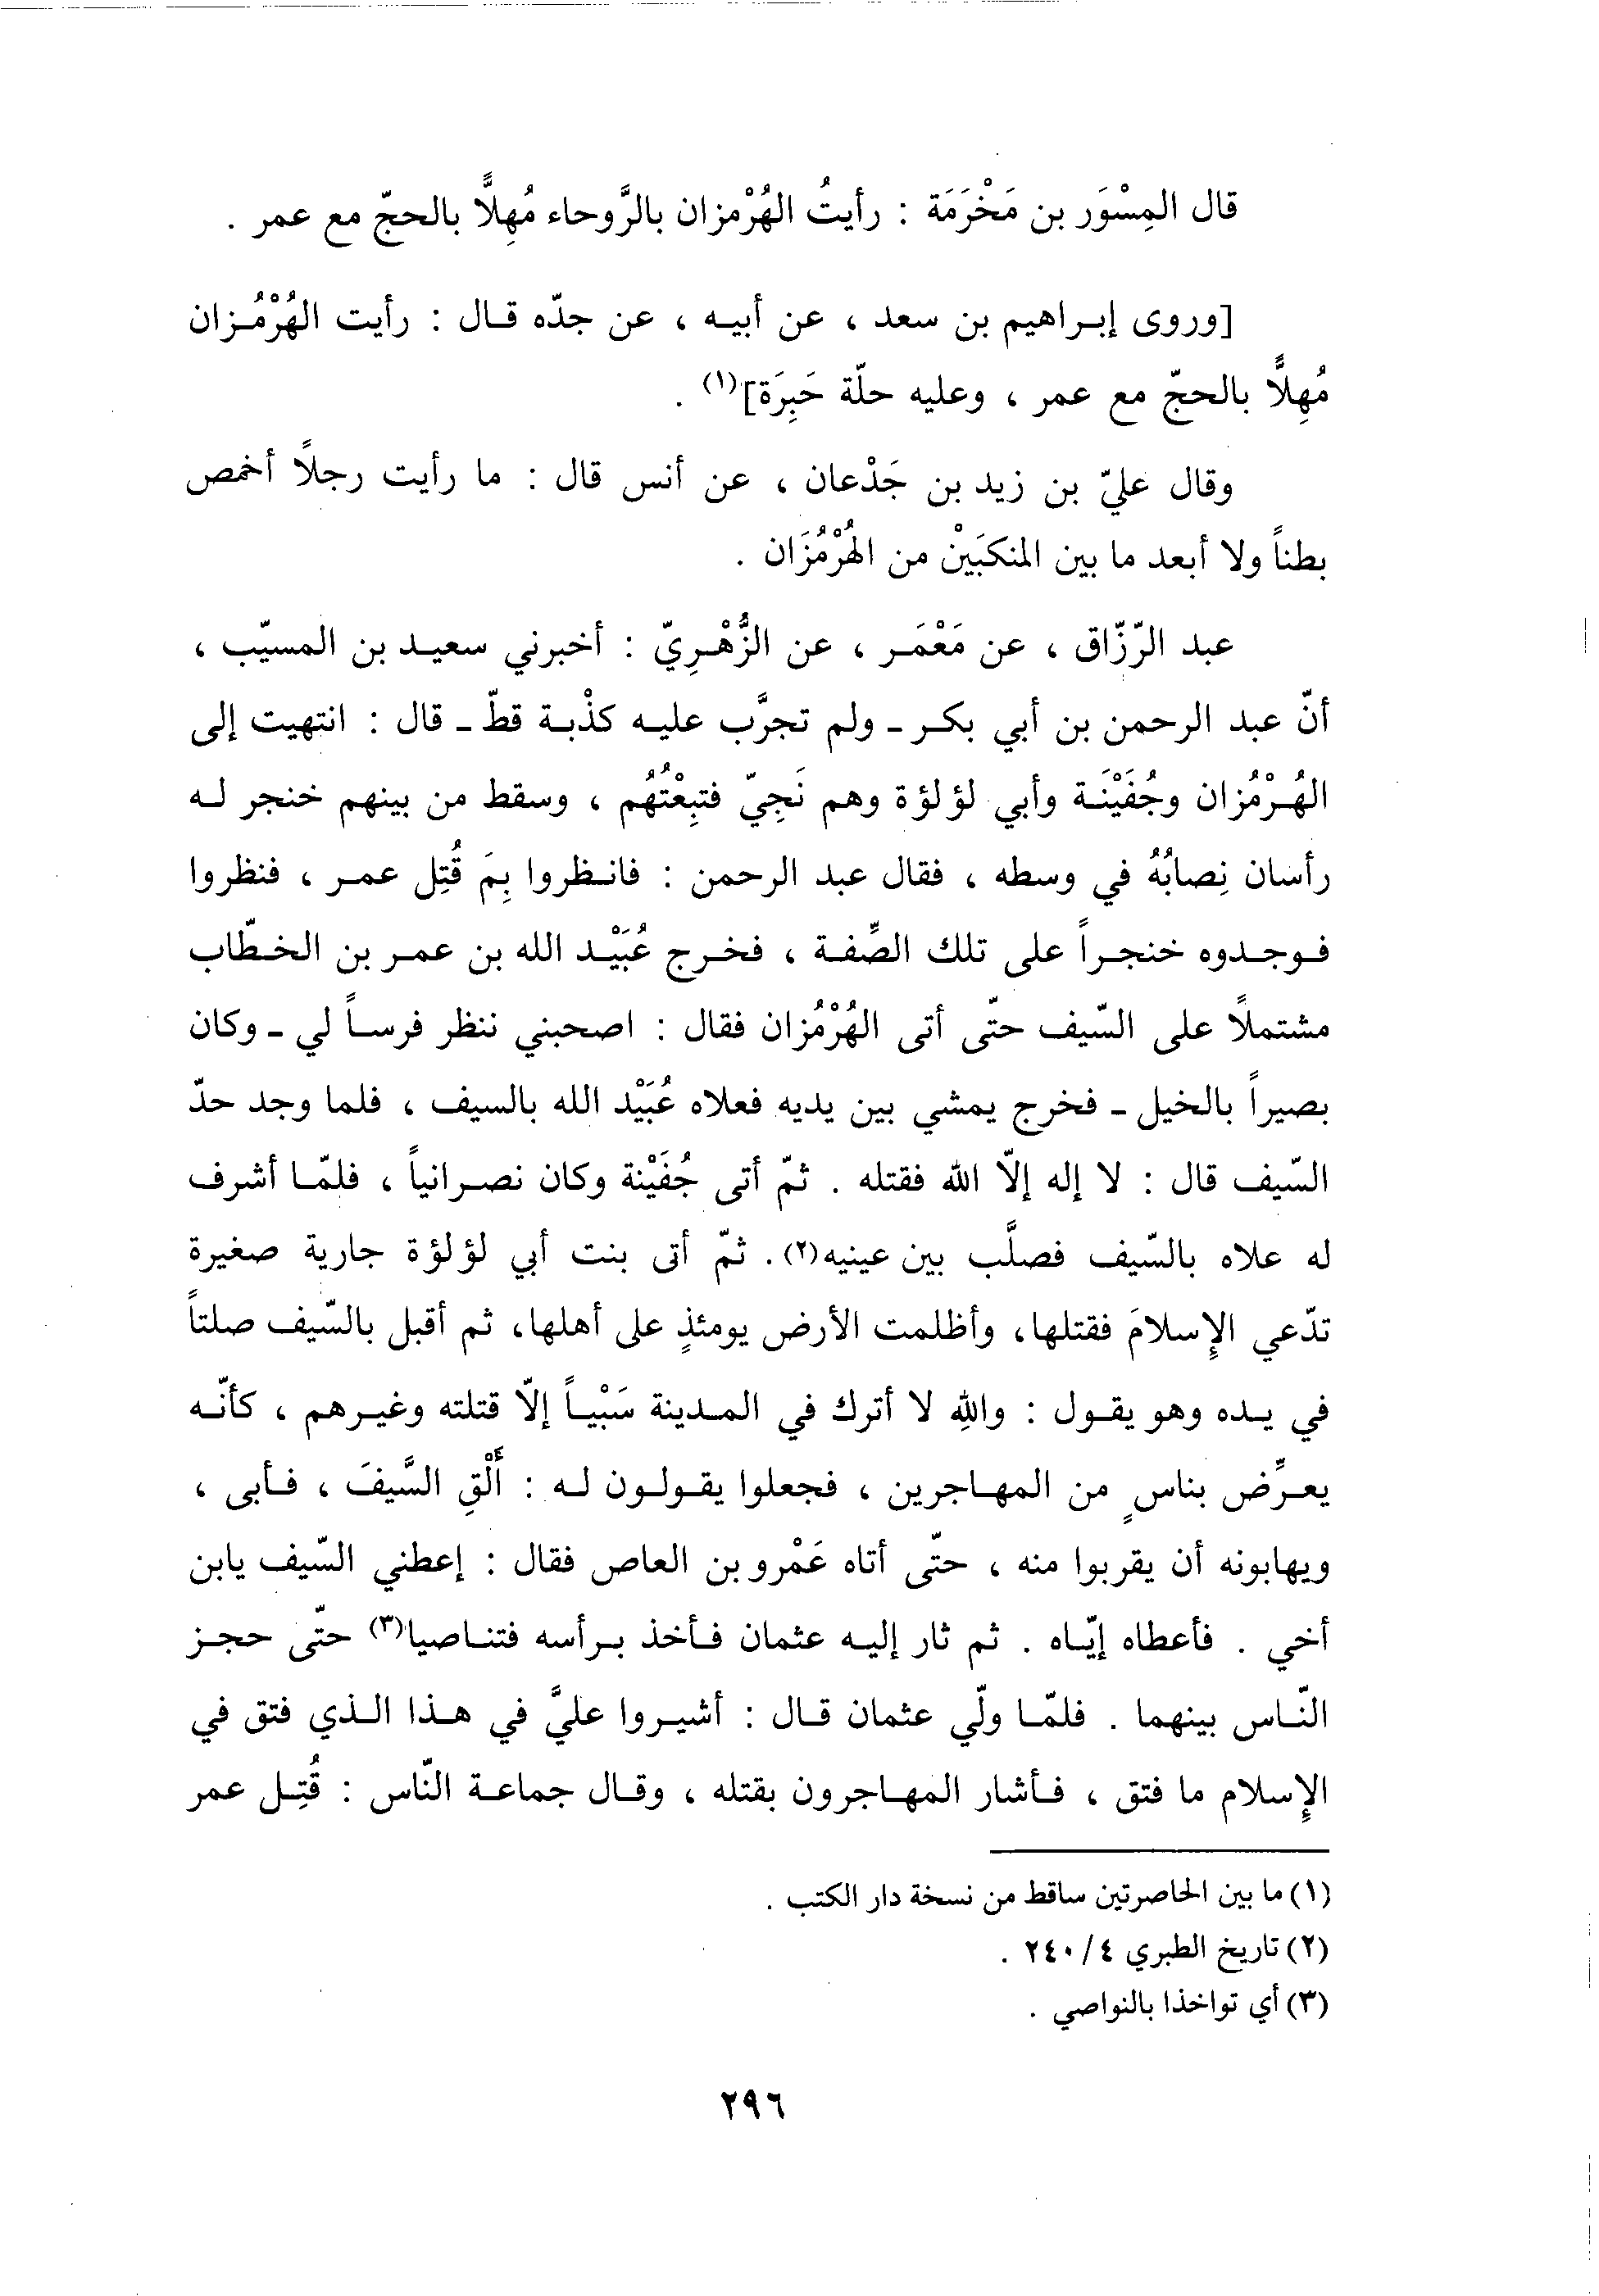 قال المِسْوَر بن مَخْرَمَة : رأيتُ الهُرْمزان بالرَّوحاء مُهِلًّا بالحجّ مع عمر .
[وروى إبراهيم بن سعد ، عن أبيه ، عن جدّه قال : رأيت الهُرْمُزان
مُهِلًّا بالحجّ مع عمر ، وعليه حلّة حَبِرَة](١) .
وقال عليّ بن زيد بن جَدْعان ، عن أنس قال : ما رأيت رجلاً أخمص
بطناً ولا أبعد ما بين المنكبَيْن من الهُرْمُزَان .
عبد الرّزّاق ، عن مَعْمَر ، عن الزُّهْرِيّ : أخبرني سعيد بن المسيّب ،
أنّ عبد الرحمن بن أبي بكر ـ ولم تجرَّب عليه كذْبة قطّ ـ قال : انتهيت إلى
الهُرْمُزان وجُفَيْنَة وأبي لؤلؤة وهم نَجِيّ فتبِعْتُهُم ، وسقط من بينهم خنجر له
رأسان نِصابُهُ في وسطه ، فقال عبد الرحمن : فانظروا بِمَ قُتِل عمر ، فنظروا
فوجدوه خنجراً على تلك الصِّفة ، فخرج عُبَيْد الله بن عمر بن الخطّاب
مشتملاً على السّيف حتّى أتى الهُرْمُزان فقال : اصحبني ننظر فرساً لي ـ وكان
بصيراً بالخيل ـ فخرج يمشي بين يديه فعلاه عُبَيْد الله بالسيف ، فلما وجد حدّ
السّيف قال : لا إله إلّا الله فقتله . ثمّ أتى جُفَيْنة وكان نصرانياً ، فلمّا أشرف
له علاه بالسّيف فصلَّب بين عينيه(٢) . ثمّ أتى بنت أبي لؤلؤة جارية صغيرة
تدّعي الإسلامَ فقتلها، وأظلمت الأرض يومئذٍ على أهلها، ثم أقبل بالسّيف صلتاً
في يده وهو يقول : واللهِ لا أترك في المدينة سَبْياً إلّا قتلته وغيرهم ، كأنّه
يعرِّض بناسٍ من المهاجرين ، فجعلوا يقولون له : أَلْقِ السَّيفَ ، فأبى ،
ويهابونه أن يقربوا منه ، حتّى أتاه عَمْرو بن العاص فقال : إعطني السّيف يابن
أخي . فأعطاه إيّاه . ثم ثار إليه عثمان فأخذ برأسه فتناصيا(٣) حتّى حجز
النّاس بينهما . فلمّا ولّي عثمان قال : أشيروا عليَّ في هذا الذي فتق في
الإسلام ما فتق ، فأشار المهاجرون بقتله ، وقال جماعة النّاس : قُتِل عمر
(١) ما بين الحاصرتين ساقط من نسخة دار الكتب .
(٢) تاريخ الطبري ٤/ ٢٤٠ .
(٣) أي تواخذا بالنواصي .
٢٩٦